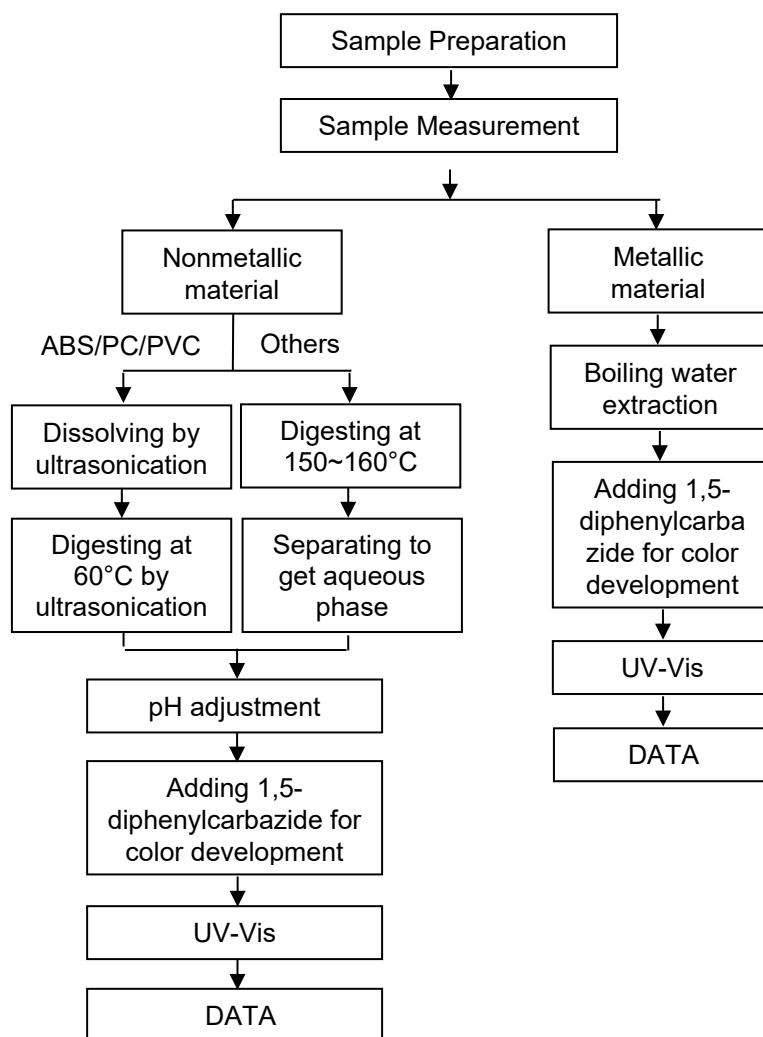 Sample Preparation
Sample Measurement
Nonmetallic
material
Metallic
material
ABS/PC/PVC
Others
Boiling water
extraction
Dissolving by
ultrasonication
Digesting at
150~160°C
Adding 1,5-
diphenylcarba
zide for color
development
Digesting at
60°C by
ultrasonication
Separating to
get aqueous
phase
UV-Vis
pH adjustment
DATA
Adding 1,5-
diphenylcarbazide for
color development
UV-Vis
DATA